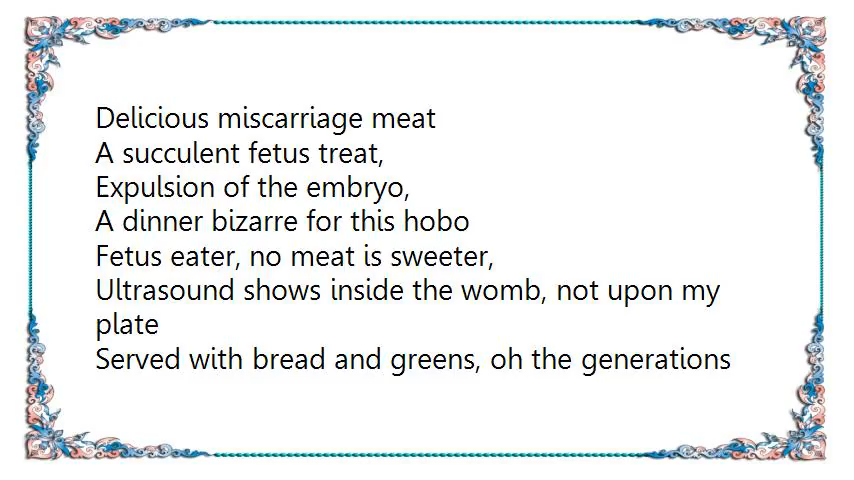 Delicious miscarriage meat
A succulent fetus treat,
Expulsion of the embryo,
A dinner bizarre for this hobo
Fetus eater, no meat is sweeter,
Ultrasound shows inside the womb, not upon my
plate
Served with bread and greens, oh the generations